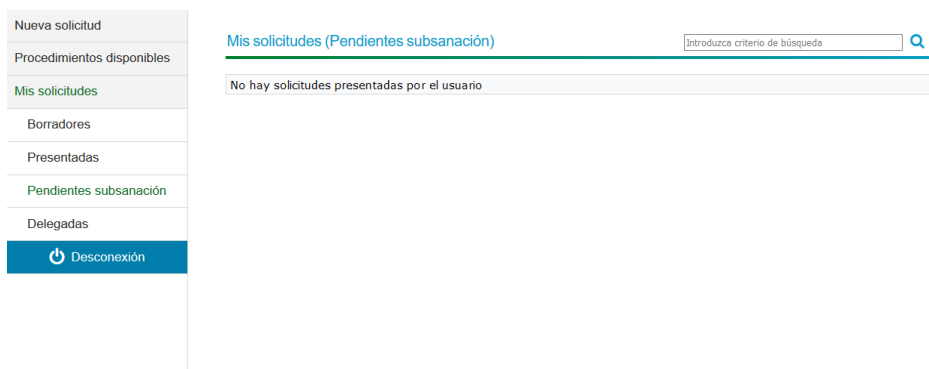 Nueva solicitud
Procedimientos disponibles
Mis solicitudes
Borradores
Presentadas
Pendientes subsanación
Delegadas
Desconexión
Mis solicitudes (Pendientes subsanación)
Introduzca criterio de búsqueda
No hay solicitudes presentadas por el usuario